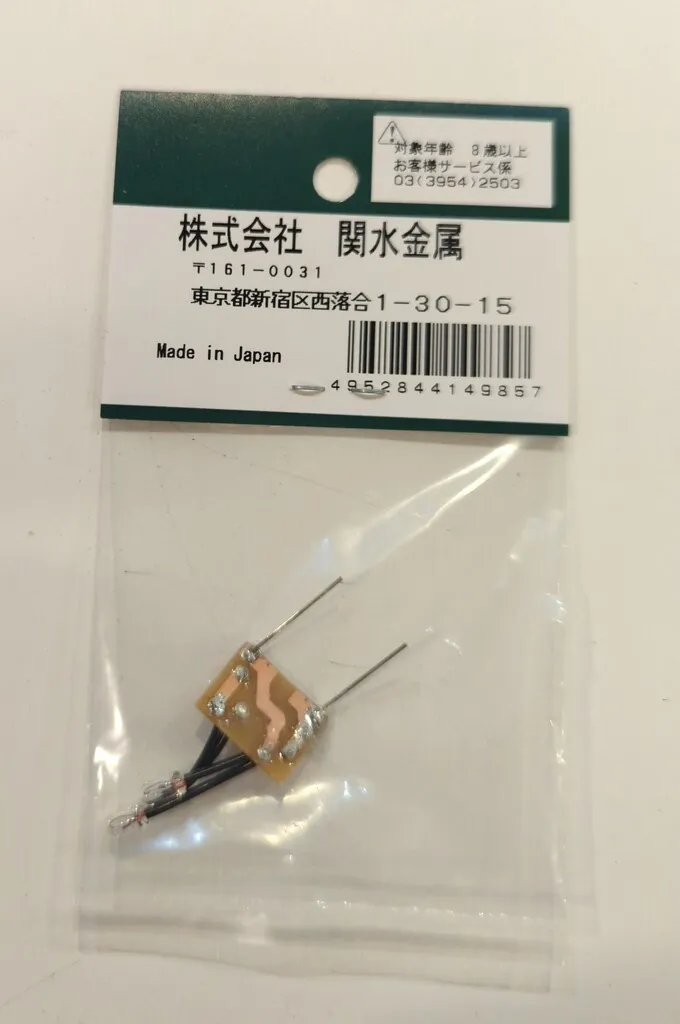 対象年齢　8歳以上
お客様サービス係
03(3954)2503
株式会社　関水金属
〒161-0031
東京都新宿区西落合1-30-15
Made in Japan
4952844149857